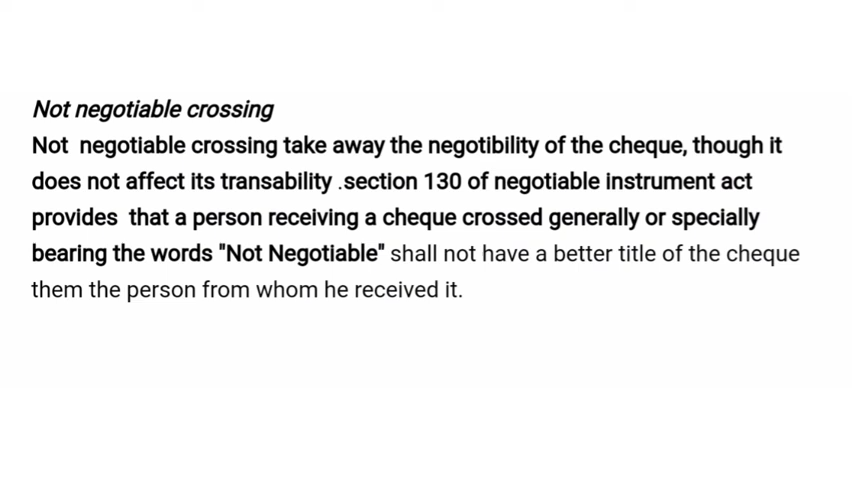 Not negotiable crossing
Not negotiable crossing take away the negotibility of the cheque, though it
does not affect its transability .section 130 of negotiable instrument act
provides that a person receiving a cheque crossed generally or specially
bearing the words "Not Negotiable" shall not have a better title of the cheque
them the person from whom he received it.